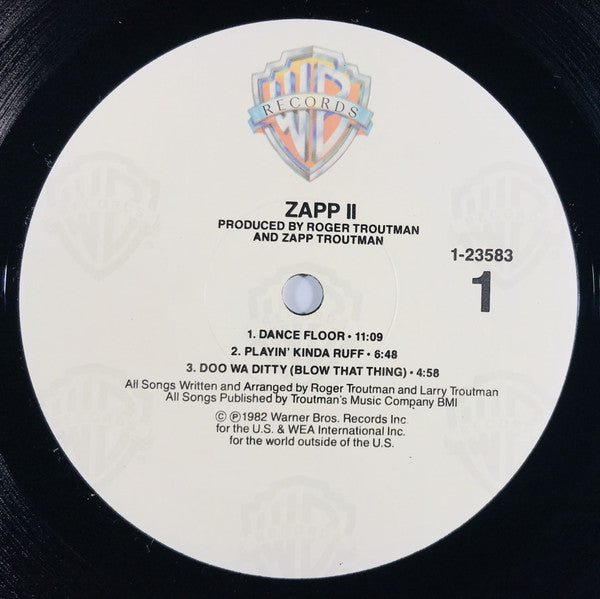 WB
RECORDS
ZAPP II
PRODUCED BY ROGER TROUTMAN
AND ZAPP TROUTMAN
1-23583
1
1. DANCE FLOOR • 11:09
2. PLAYIN' KINDA RUFF • 6:48
3. DOO WA DITTY (BLOW THAT THING) • 4:58
All Songs Written and Arranged by Roger Troutman and Larry Troutman
All Songs Published by Troutman's Music Company BMI
© ℗1982 Warner Bros. Records Inc.
for the U.S. & WEA International Inc.
for the world outside of the U.S.